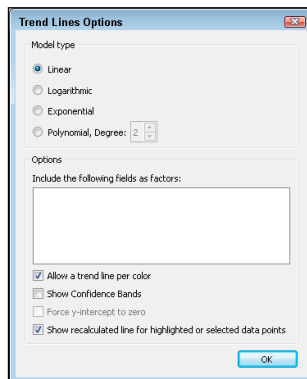 Trend Lines Options
Model type
Linear
Logarithmic
Exponential
Polynomial, Degree: 2
Options
Include the following fields as factors:
Allow a trend line per color
Show Confidence Bands
Force y-intercept to zero
Show recalculated line for highlighted or selected data points
OK